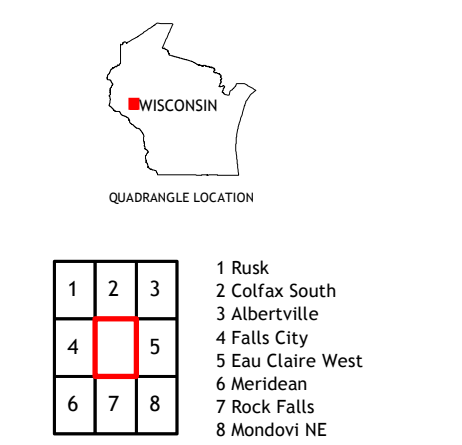 WISCONSIN
QUADRANGLE LOCATION
1 2 3
4 5
6 7 8
1 Rusk
2 Colfax South
3 Albertville
4 Falls City
5 Eau Claire West
6 Meridean
7 Rock Falls
8 Mondovi NE